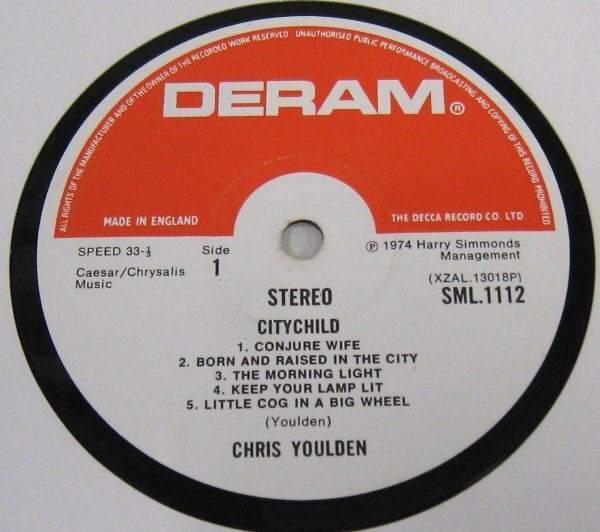 ALL RIGHTS OF THE MANUFACTURER AND OF THE OWNER OF THE RECORDED WORK RESERVED UNAUTHORISED PUBLIC PERFORMANCE BROADCASTING AND COPYING OF THIS RECORD PROHIBITED
DERAM®
MADE IN ENGLAND
THE DECCA RECORD CO. LTD
SPEED 33-⅓
Side
1
Caesar/Chrysalis
Music
℗ 1974 Harry Simmonds
Management
(XZAL.13018P)
SML.1112
STEREO
CITYCHILD
1. CONJURE WIFE
2. BORN AND RAISED IN THE CITY
3. THE MORNING LIGHT
4. KEEP YOUR LAMP LIT
5. LITTLE COG IN A BIG WHEEL
(Youlden)
CHRIS YOULDEN